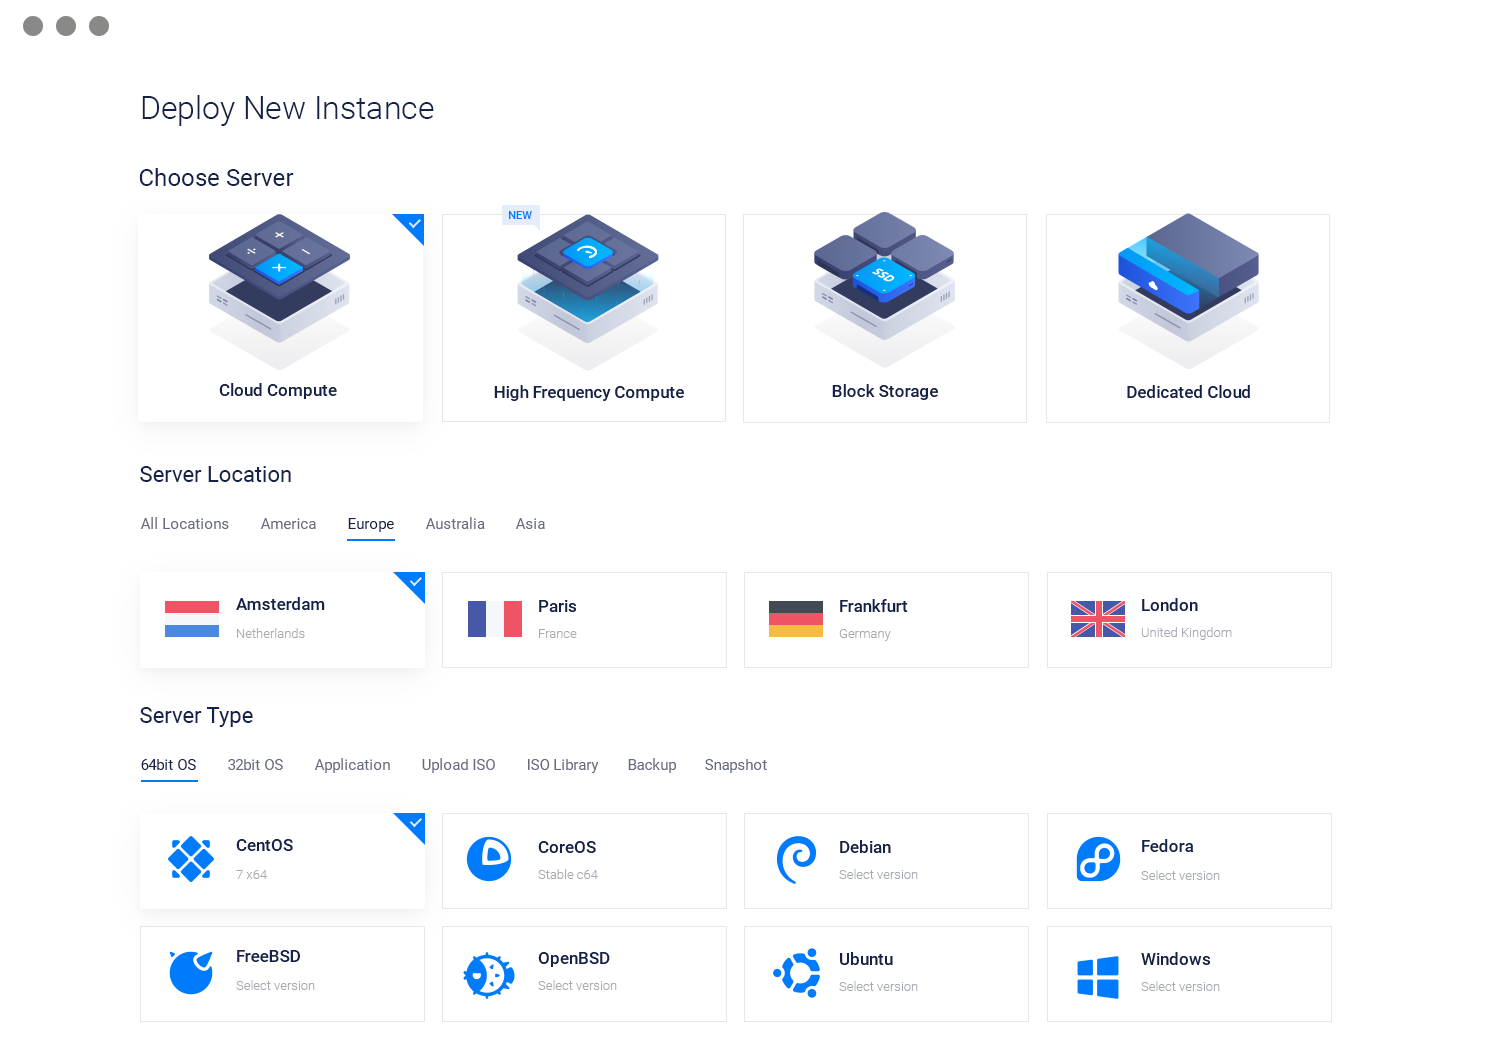 Deploy New Instance
Choose Server
NEW
SSD
Cloud Compute
High Frequency Compute
Block Storage
Dedicated Cloud
Server Location
All Locations America Europe Australia Asia
Amsterdam
Netherlands
Paris
France
Frankfurt
Germany
London
United Kingdom
Server Type
64bit OS 32bit OS Application Upload ISO ISO Library Backup Snapshot
CentOS
7 x64
CoreOS
Stable c64
Debian
Select version
Fedora
Select version
FreeBSD
Select version
OpenBSD
Select version
Ubuntu
Select version
Windows
Select version